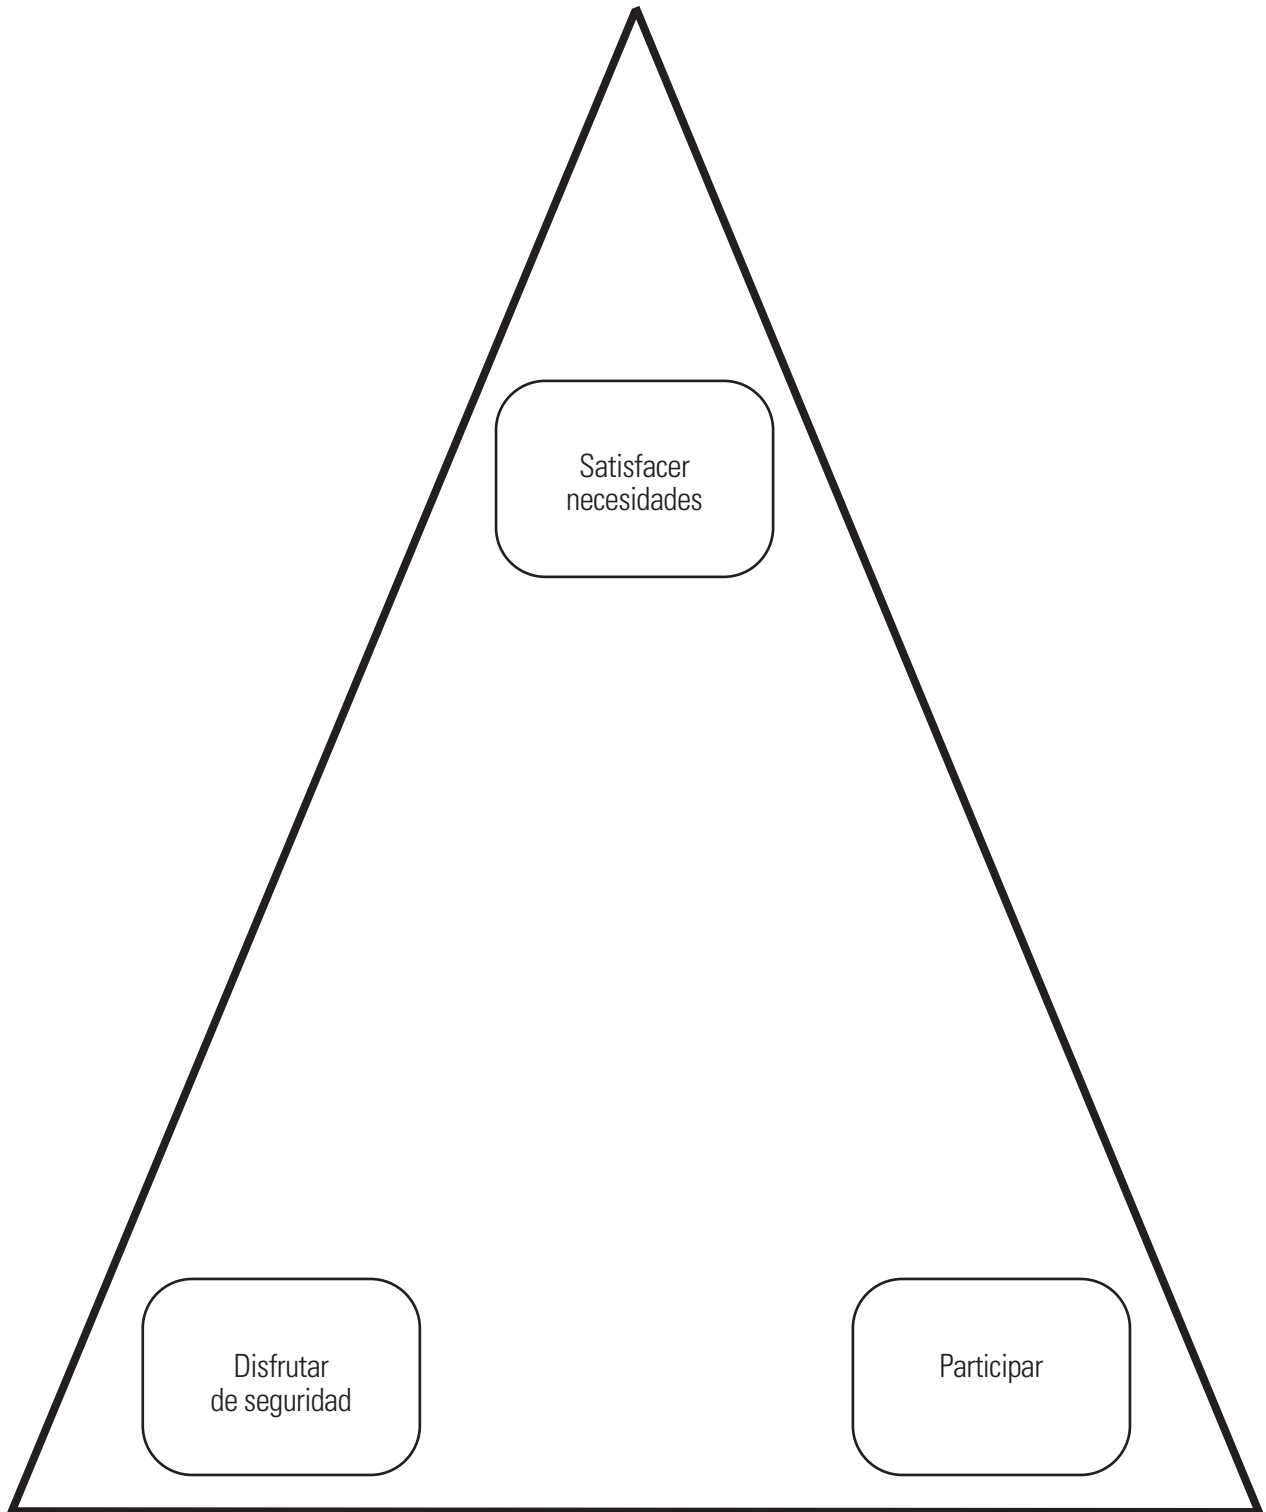 Satisfacer
necesidades
Disfrutar
de seguridad
Participar